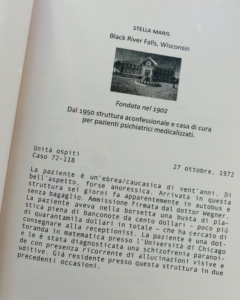 STELLA MARIS
Black River Falls, Wisconsin
Fondato nel 1902
Dal 1950 struttura aconfessionale e casa di cura
per pazienti psichiatrici medicalizzati.
Unità ospiti
27 ottobre, 1972
Caso 72-118
La paziente è un'ebrea/caucasica di vent'anni. Di
bell'aspetto, forse anoressica. Arrivata in questa
struttura sei giorni fa apparentemente in autobus e
senza bagaglio. Ammissione firmata dal dottor Wegner.
La paziente aveva nella borsetta una busta di pla-
stica piena di banconote da cento dollari - poco più
di quarantamila dollari in totale - che ha cercato di
consegnare alla receptionist. La paziente è una dot-
toranda in matematica presso l'Università di Chicago
e le è stata diagnosticata una schizofrenia paranoi-
de con presenza ricorrente di allucinazioni visive e
uditive. Già residente presso questa struttura in due
precedenti occasioni.